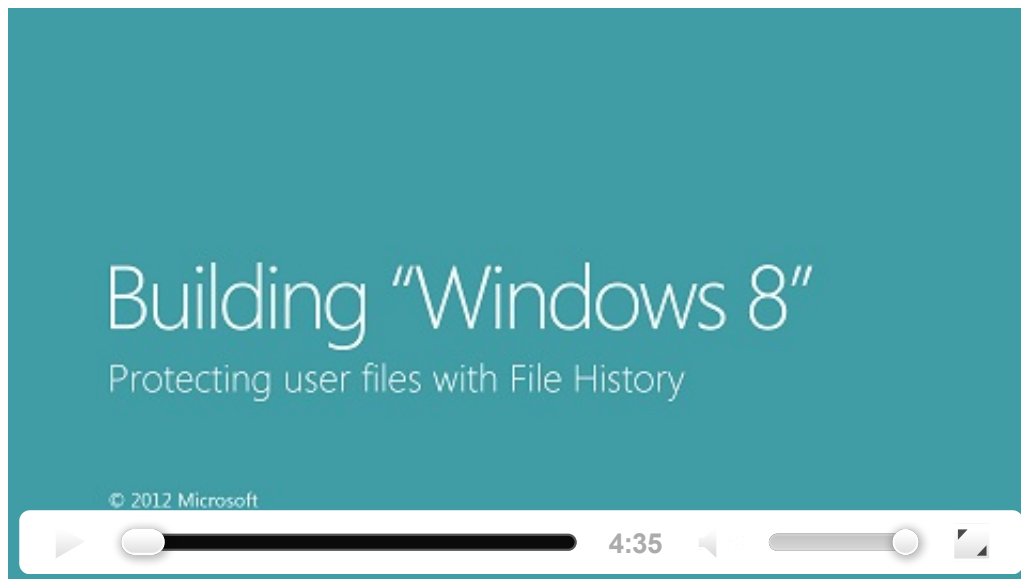 Building “Windows 8”
Protecting user files with File History
© 2012 Microsoft
4:35